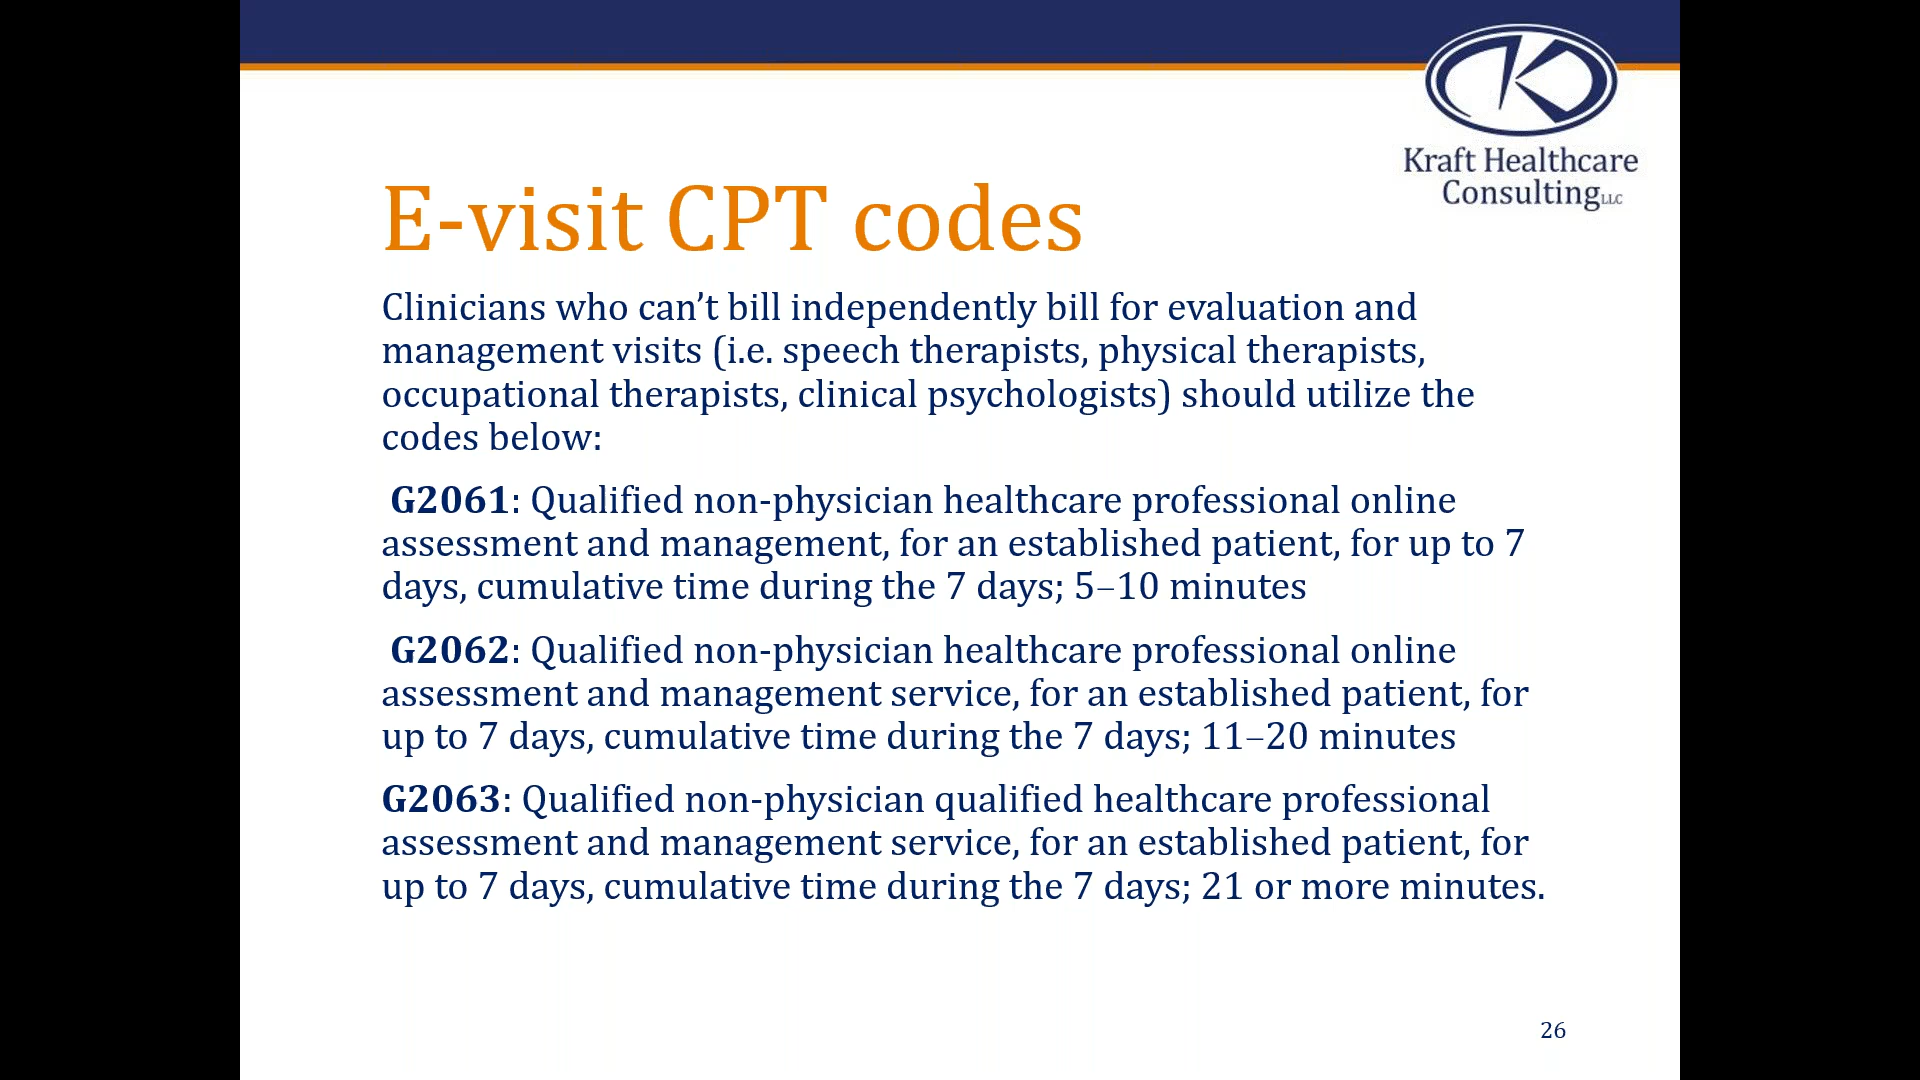 Kraft Healthcare
Consulting LLC
E-visit CPT codes
Clinicians who can’t bill independently bill for evaluation and
management visits (i.e. speech therapists, physical therapists,
occupational therapists, clinical psychologists) should utilize the
codes below:
G2061: Qualified non-physician healthcare professional online
assessment and management, for an established patient, for up to 7
days, cumulative time during the 7 days; 5–10 minutes
G2062: Qualified non-physician healthcare professional online
assessment and management service, for an established patient, for
up to 7 days, cumulative time during the 7 days; 11–20 minutes
G2063: Qualified non-physician qualified healthcare professional
assessment and management service, for an established patient, for
up to 7 days, cumulative time during the 7 days; 21 or more minutes.
26